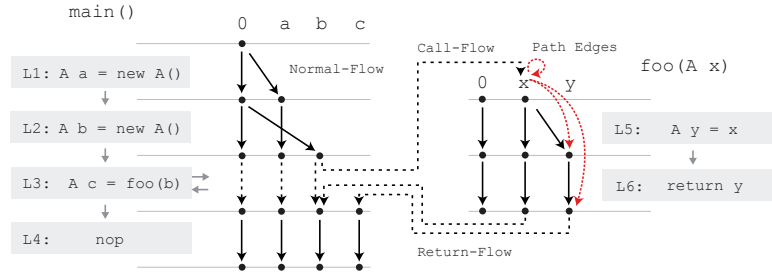 main()
0 a b c
Call-Flow
Path Edges
foo(A x)
L1: A a = new A()
Normal-Flow
0 x y
L2: A b = new A()
L5: A y = x
L3: A c = foo(b)
L6: return y
L4: nop
Return-Flow